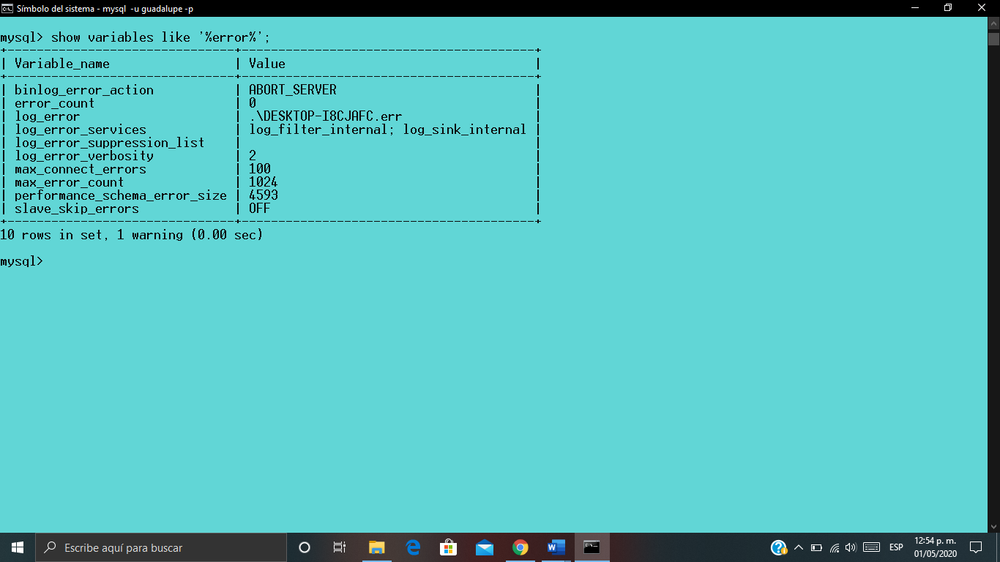 Símbolo del sistema - mysql  -u guadalupe -p
mysql> show variables like '%error%';
+--------------------------------+----------------------------------------+
| Variable_name                  | Value                                  |
+--------------------------------+----------------------------------------+
| binlog_error_action            | ABORT_SERVER                           |
| error_count                    | 0                                      |
| log_error                      | .\DESKTOP-I8CJAFC.err                  |
| log_error_services             | log_filter_internal; log_sink_internal |
| log_error_suppression_list     |                                        |
| log_error_verbosity            | 2                                      |
| max_connect_errors             | 100                                    |
| max_error_count                | 1024                                   |
| performance_schema_error_size  | 4593                                   |
| slave_skip_errors              | OFF                                    |
+--------------------------------+----------------------------------------+
10 rows in set, 1 warning (0.00 sec)
mysql>
Escribe aquí para buscar
ESP
12:54 p. m.
01/05/2020